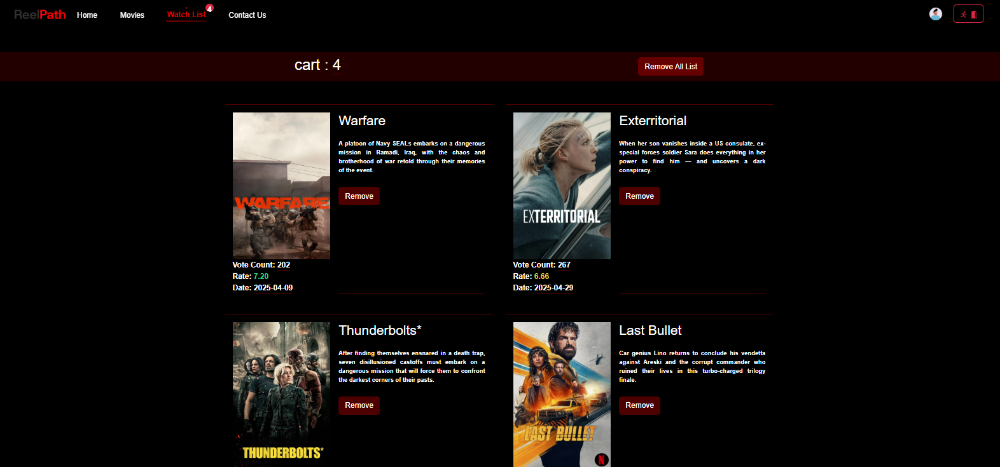 ReelPath Home Movies Watch List 4 Contact Us
cart : 4 Remove All List
WARFARE
Warfare
A platoon of Navy SEALs embarks on a dangerous
mission in Ramadi, Iraq, with the chaos and
brotherhood of war retold through their memories
of the event.
Remove
Vote Count: 202
Rate: 7.20
Date: 2025-04-09
EXTERRITORIAL
Exterritorial
When her son vanishes inside a US consulate, ex-
special forces soldier Sara does everything in her
power to find him — and uncovers a dark
conspiracy.
Remove
Vote Count: 267
Rate: 6.66
Date: 2025-04-29
THUNDERBOLTS*
Thunderbolts*
After finding themselves ensnared in a death trap,
seven disillusioned castoffs must embark on a
dangerous mission that will force them to confront
the darkest corners of their pasts.
Remove
LAST BULLET
N
Last Bullet
Car genius Lino returns to conclude his vendetta
against Areski and the corrupt commander who
ruined their lives in this turbo-charged trilogy
finale.
Remove